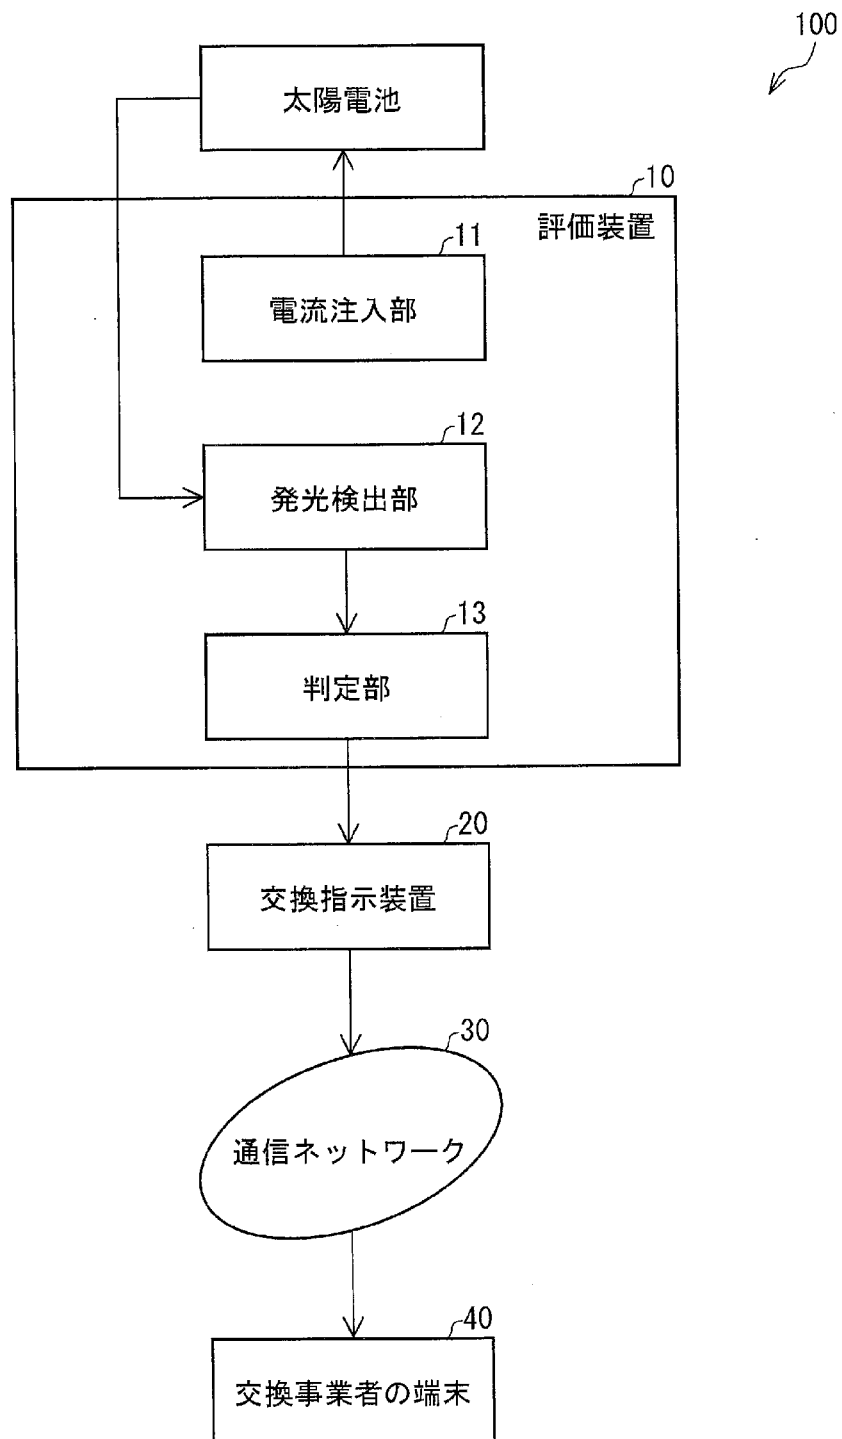 100
太陽電池
10
評価装置
11
電流注入部
12
発光検出部
13
判定部
20
交換指示装置
30
通信ネットワーク
40
交換事業者の端末